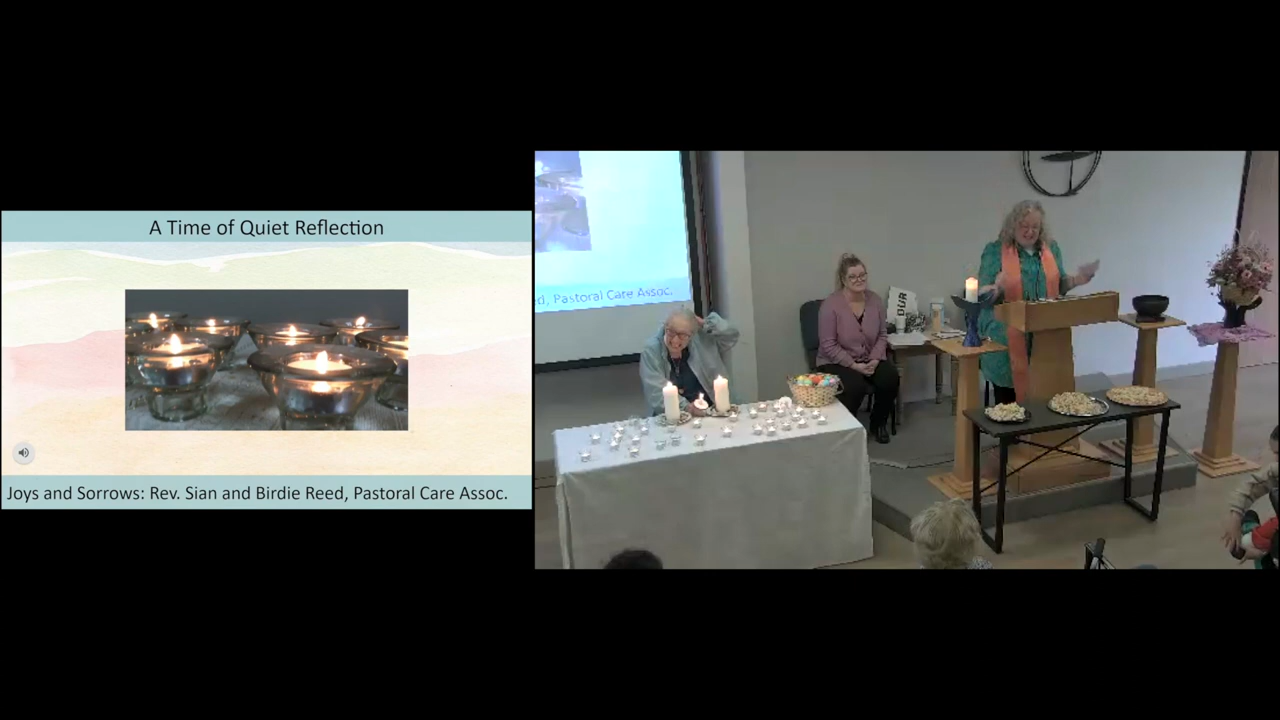 A Time of Quiet Reflection
Joys and Sorrows: Rev. Sian and Birdie Reed, Pastoral Care Assoc.
ed, Pastoral Care Assoc.
OUR